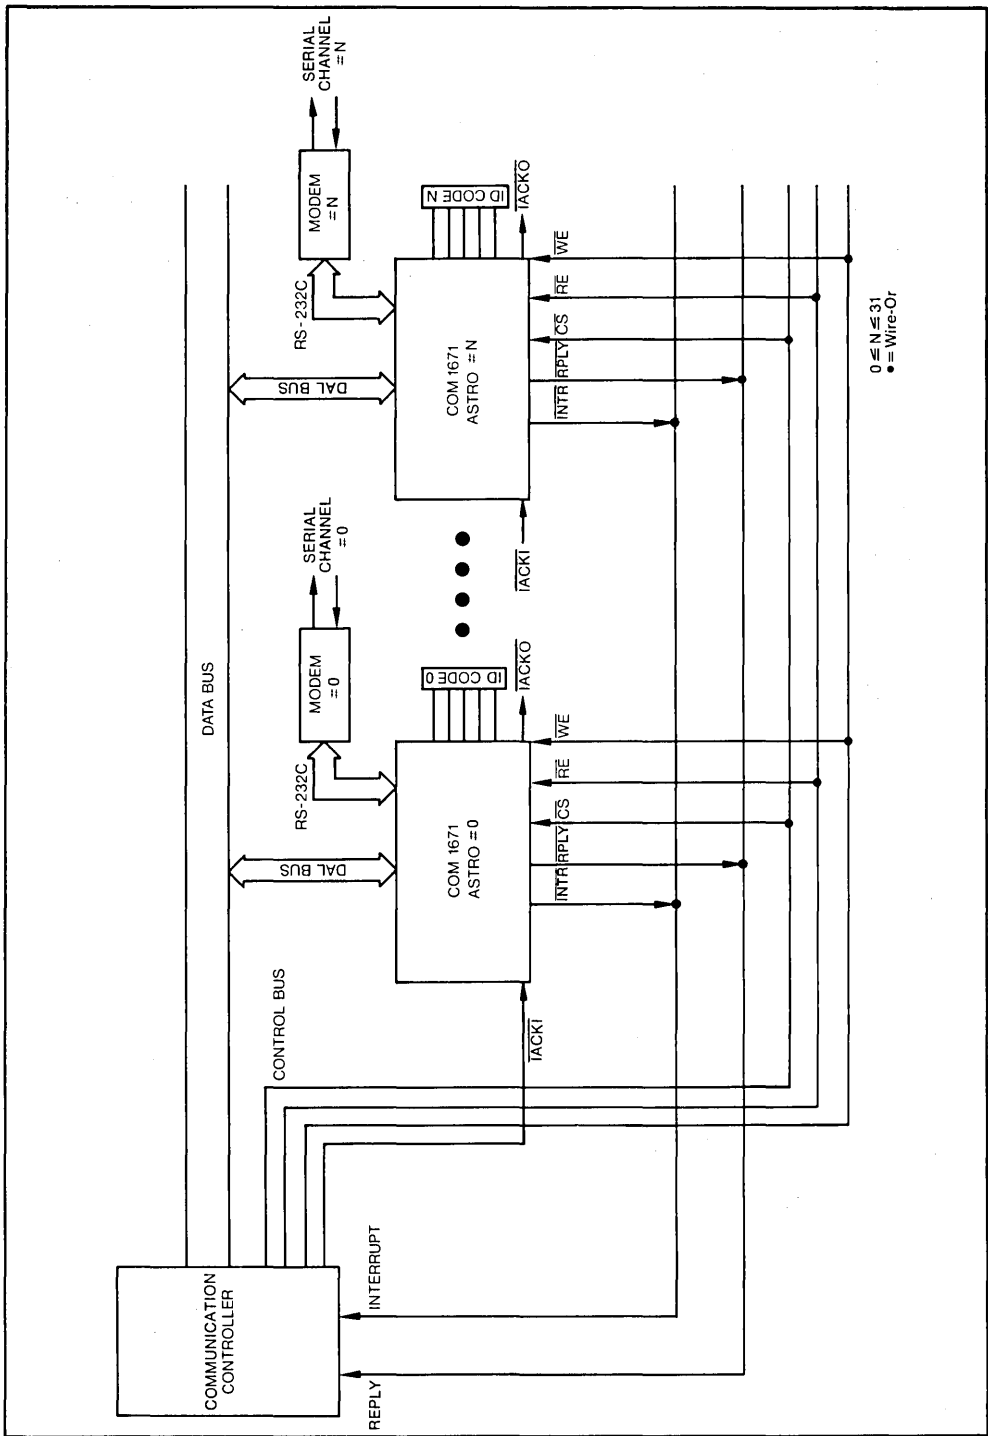 COMMUNICATION
CONTROLLER
REPLY
INTERRUPT
CONTROL BUS
DATA BUS
IACKI
DAL BUS
RS-232C
MODEM
=0
SERIAL
CHANNEL
=0
COM 1671
ASTRO =0
ID CODE 0
IACKO
INTR RPLY CS RE WE
IACKI
DAL BUS
RS-232C
MODEM
=N
SERIAL
CHANNEL
=N
COM 1671
ASTRO =N
ID CODE N
IACKO
INTR RPLY CS RE WE
0 ≤ N ≤ 31
● = Wire-Or